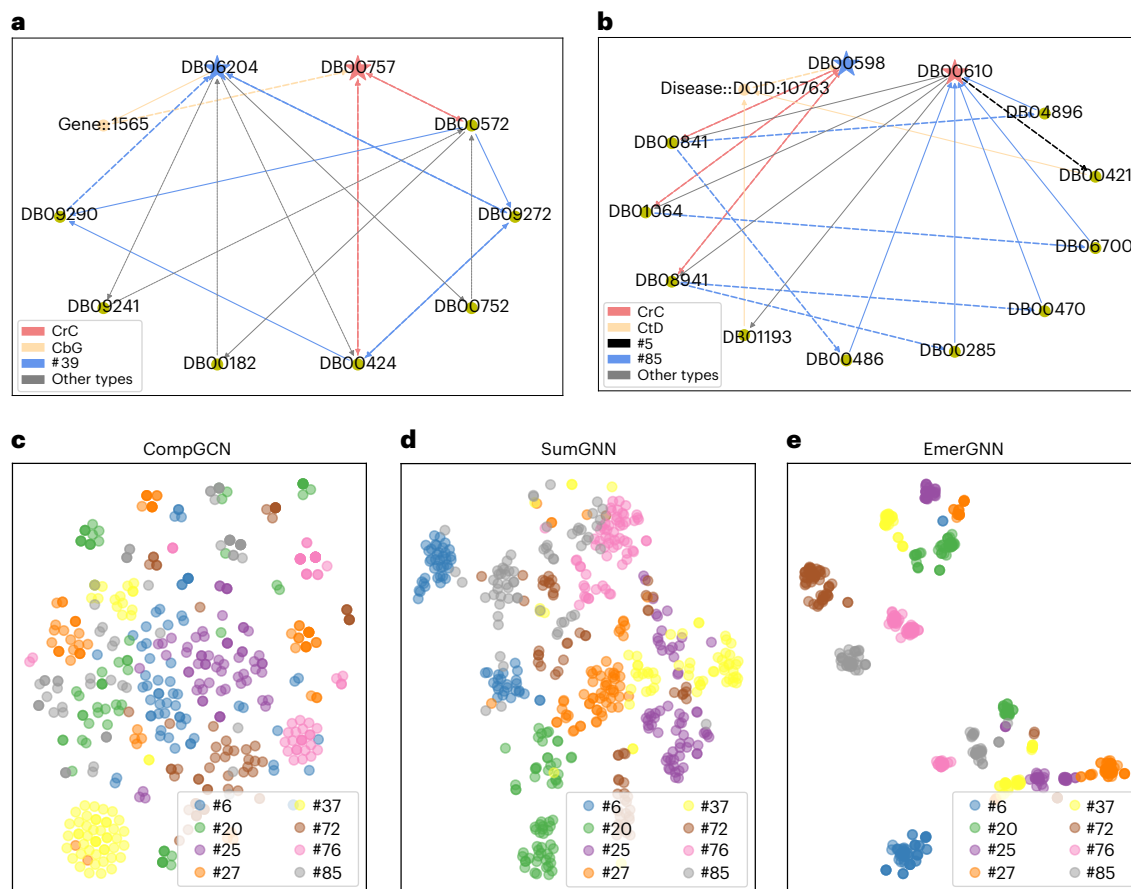 a
DB06204
DB00757
Gene::1565
DB00572
DB09290
DB09272
DB09241
DB00752
DB00182
DB00424
CrC
CbG
#39
Other types
b
DB00598
DB00610
Disease::DOID:10763
DB04896
DB00841
DB00421
DB01064
DB06700
DB08941
DB00470
DB01193
DB00486
DB00285
CrC
CtD
#5
#85
Other types
c
CompGCN
#6
#37
#20
#72
#25
#76
#27
#85
d
SumGNN
#6
#37
#20
#72
#25
#76
#27
#85
e
EmerGNN
#6
#37
#20
#72
#25
#76
#27
#85